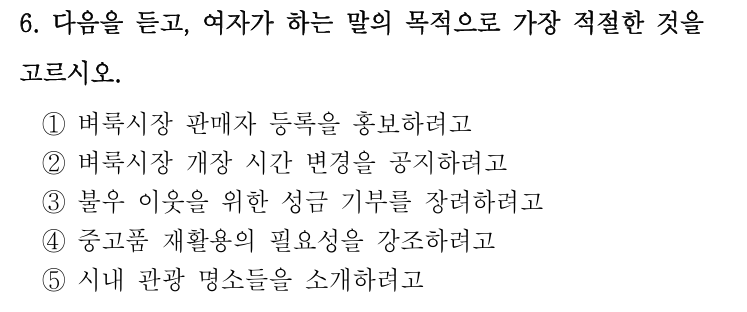 6. 다음을 듣고, 여자가 하는 말의 목적으로 가장 적절한 것을
고르시오.
① 벼룩시장 판매자 등록을 홍보하려고
② 벼룩시장 개장 시간 변경을 공지하려고
③ 불우 이웃을 위한 성금 기부를 장려하려고
④ 중고품 재활용의 필요성을 강조하려고
⑤ 시내 관광 명소들을 소개하려고